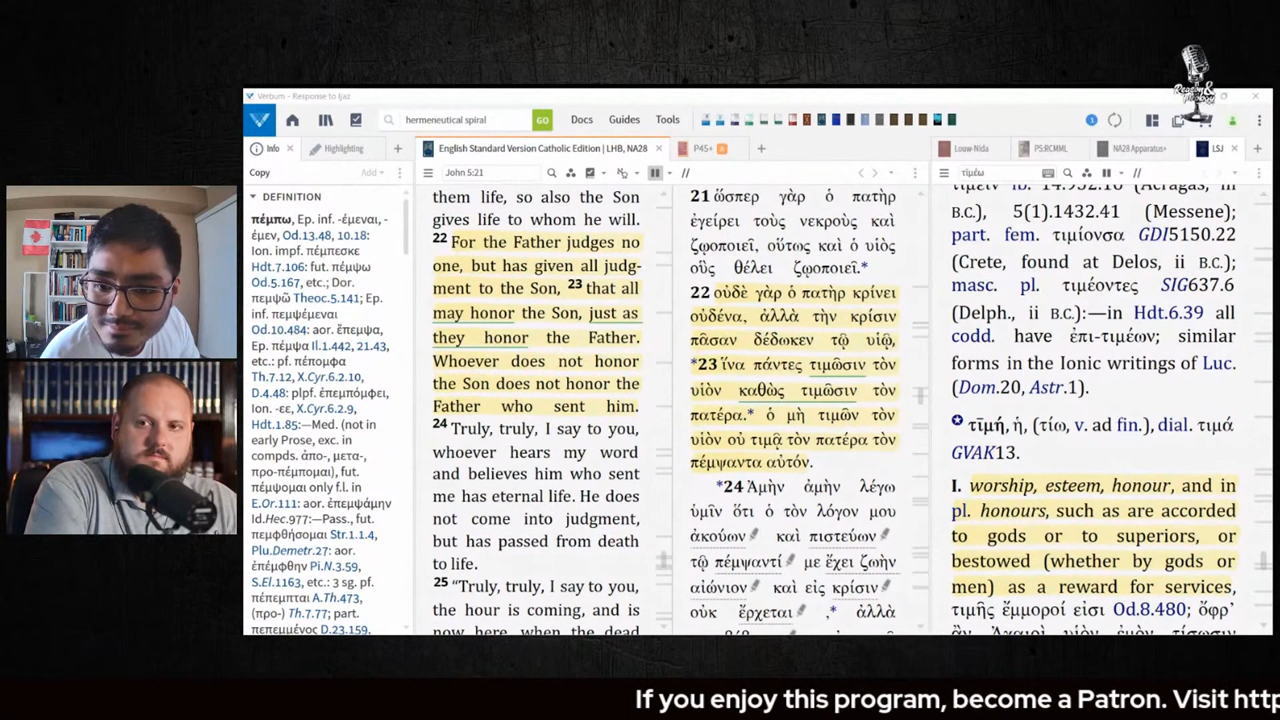 Verbum - Response to Ijaz
hermeneutical spiral
GO
Docs
Guides
Tools
1
Info
Highlighting
Copy
Add
DEFINITION
πέμπω, Ep. inf. -έμεναι, -
έμεν, Od.13.48, 10.18:
Ion. impf. πέμπεσκε
Hdt.7.106: fut. πέμψω
Od.5.167, etc.; Dor.
πεμψῶ Theoc.5.141; Ep.
inf. πεμψέμεναι
Od.10.484: aor. ἔπεμψα,
Ep. πέμψα Il.1.442, 21.43,
etc.: pf. πέπομφα
Th.7.12, X.Cyr.6.2.10,
D.4.48: plpf. ἐπεπόμφει,
Ion. -εε, X.Cyr.6.2.9,
Hdt.1.85:—Med. (not in
early Prose, exc. in
compds. ἀπο-, μετα-,
προ-πέμπομαι), fut.
πέμψομαι only f.l. in
E.Or.111: aor. ἐπεμψάμην
Id.Hec.977:—Pass., fut.
πεμφθήσομαι Str.1.1.4,
Plu.Demetr.27: aor.
ἐπέμφθην Pi.N.3.59,
S.El.1163, etc.: 3 sg. pf.
πέπεμπται A.Th.473,
(προ-) Th.7.77; part.
πεπεμμένος D.23.159,
English Standard Version Catholic Edition | LHB, NA28
P45+
John 5:21
them life, so also the Son
gives life to whom he will.
22 For the Father judges no
one, but has given all judg-
ment to the Son, 23 that all
may honor the Son, just as
they honor the Father.
Whoever does not honor
the Son does not honor the
Father who sent him.
24 Truly, truly, I say to you,
whoever hears my word
and believes him who sent
me has eternal life. He does
not come into judgment,
but has passed from death
to life.
25 “Truly, truly, I say to you,
the hour is coming, and is
now here, when the dead
21 ὥσπερ γὰρ ὁ πατὴρ
ἐγείρει τοὺς νεκροὺς καὶ
ζῳοποιεῖ, οὕτως καὶ ὁ υἱὸς
οὓς θέλει ζῳοποιεῖ.*
22 οὐδὲ γὰρ ὁ πατὴρ κρίνει
οὐδένα, ἀλλὰ τὴν κρίσιν
πᾶσαν δέδωκεν τῷ υἱῷ,
*23 ἵνα πάντες τιμῶσιν τὸν
υἱὸν καθὼς τιμῶσιν τὸν
πατέρα.* ὁ μὴ τιμῶν τὸν
υἱὸν οὐ τιμᾷ τὸν πατέρα τὸν
πέμψαντα αὐτόν.
*24 Ἀμὴν ἀμὴν λέγω
ὑμῖν ὅτι ὁ τὸν λόγον μου
ἀκούων καὶ πιστεύων
τῷ πέμψαντί με ἔχει ζωὴν
αἰώνιον καὶ εἰς κρίσιν
οὐκ ἔρχεται ,* ἀλλὰ
Louw-Nida
P5:RCMML
NA28 Apparatus+
LSJ
τιμέω
B.C.), 5(1).1432.41 (Messene);
part. fem. τιμίονσα GDI5150.22
(Crete, found at Delos, ii B.C.);
masc. pl. τιμέοντες SIG637.6
(Delph., ii B.C.):—in Hdt.6.39 all
codd. have ἐπι-τιμέων; similar
forms in the Ionic writings of Luc.
(Dom.20, Astr.1).
τῑμή, ἡ, (τίω, v. ad fin.), dial. τιμά
GVAK13.
I. worship, esteem, honour, and in
pl. honours, such as are accorded
to gods or to superiors, or
bestowed (whether by gods or
men) as a reward for services,
τιμῆς ἔμμοροί εἰσι Od.8.480; ὄφρ’
ἂν Ἀχαιοὶ υἱὸν ἐμὸν τίσωσιν
If you enjoy this program, become a Patron. Visit http